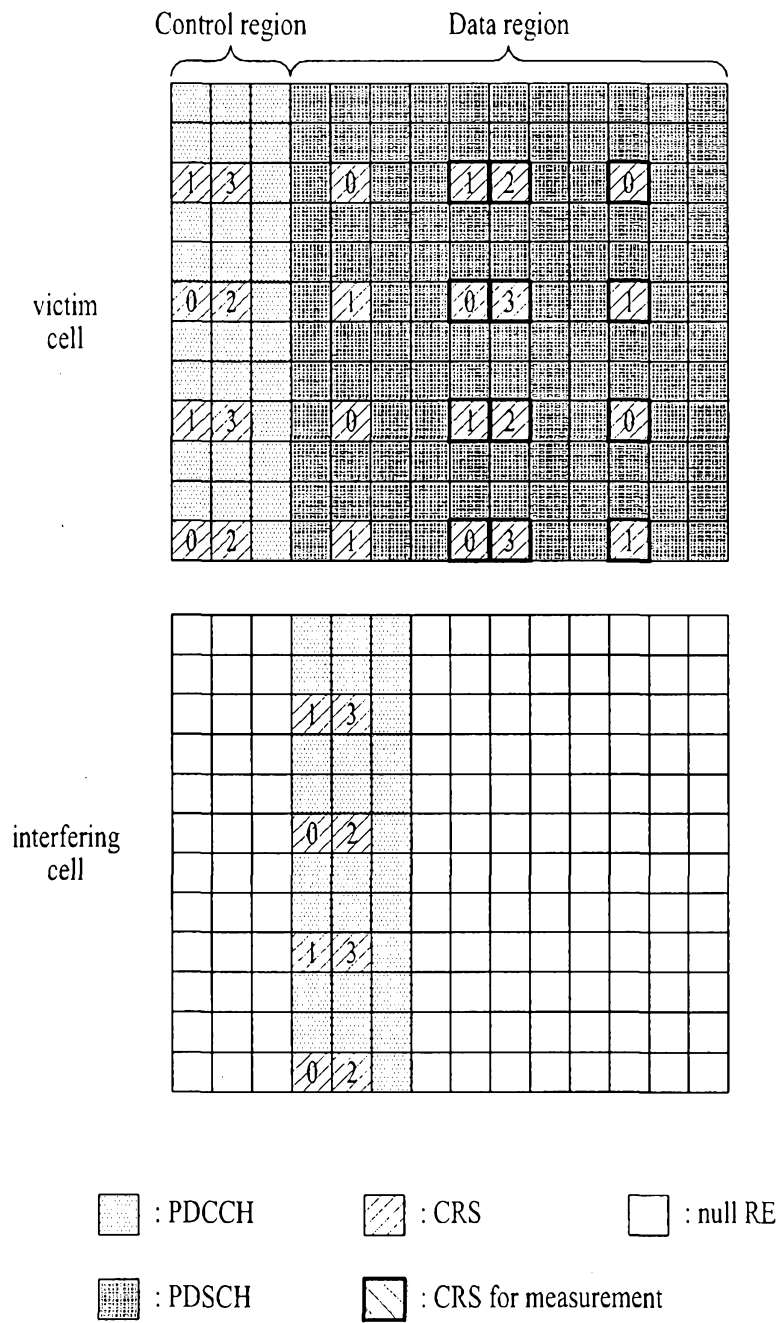 Control region Data region
1 3 0 1 2 0
victim
cell
0 2 1 0 3 1
1 3 0 1 2 0
0 2 1 0 3 1
1 3
interfering
cell
0 2
1 3
0 2
: PDCCH : CRS : null RE
: PDSCH : CRS for measurement